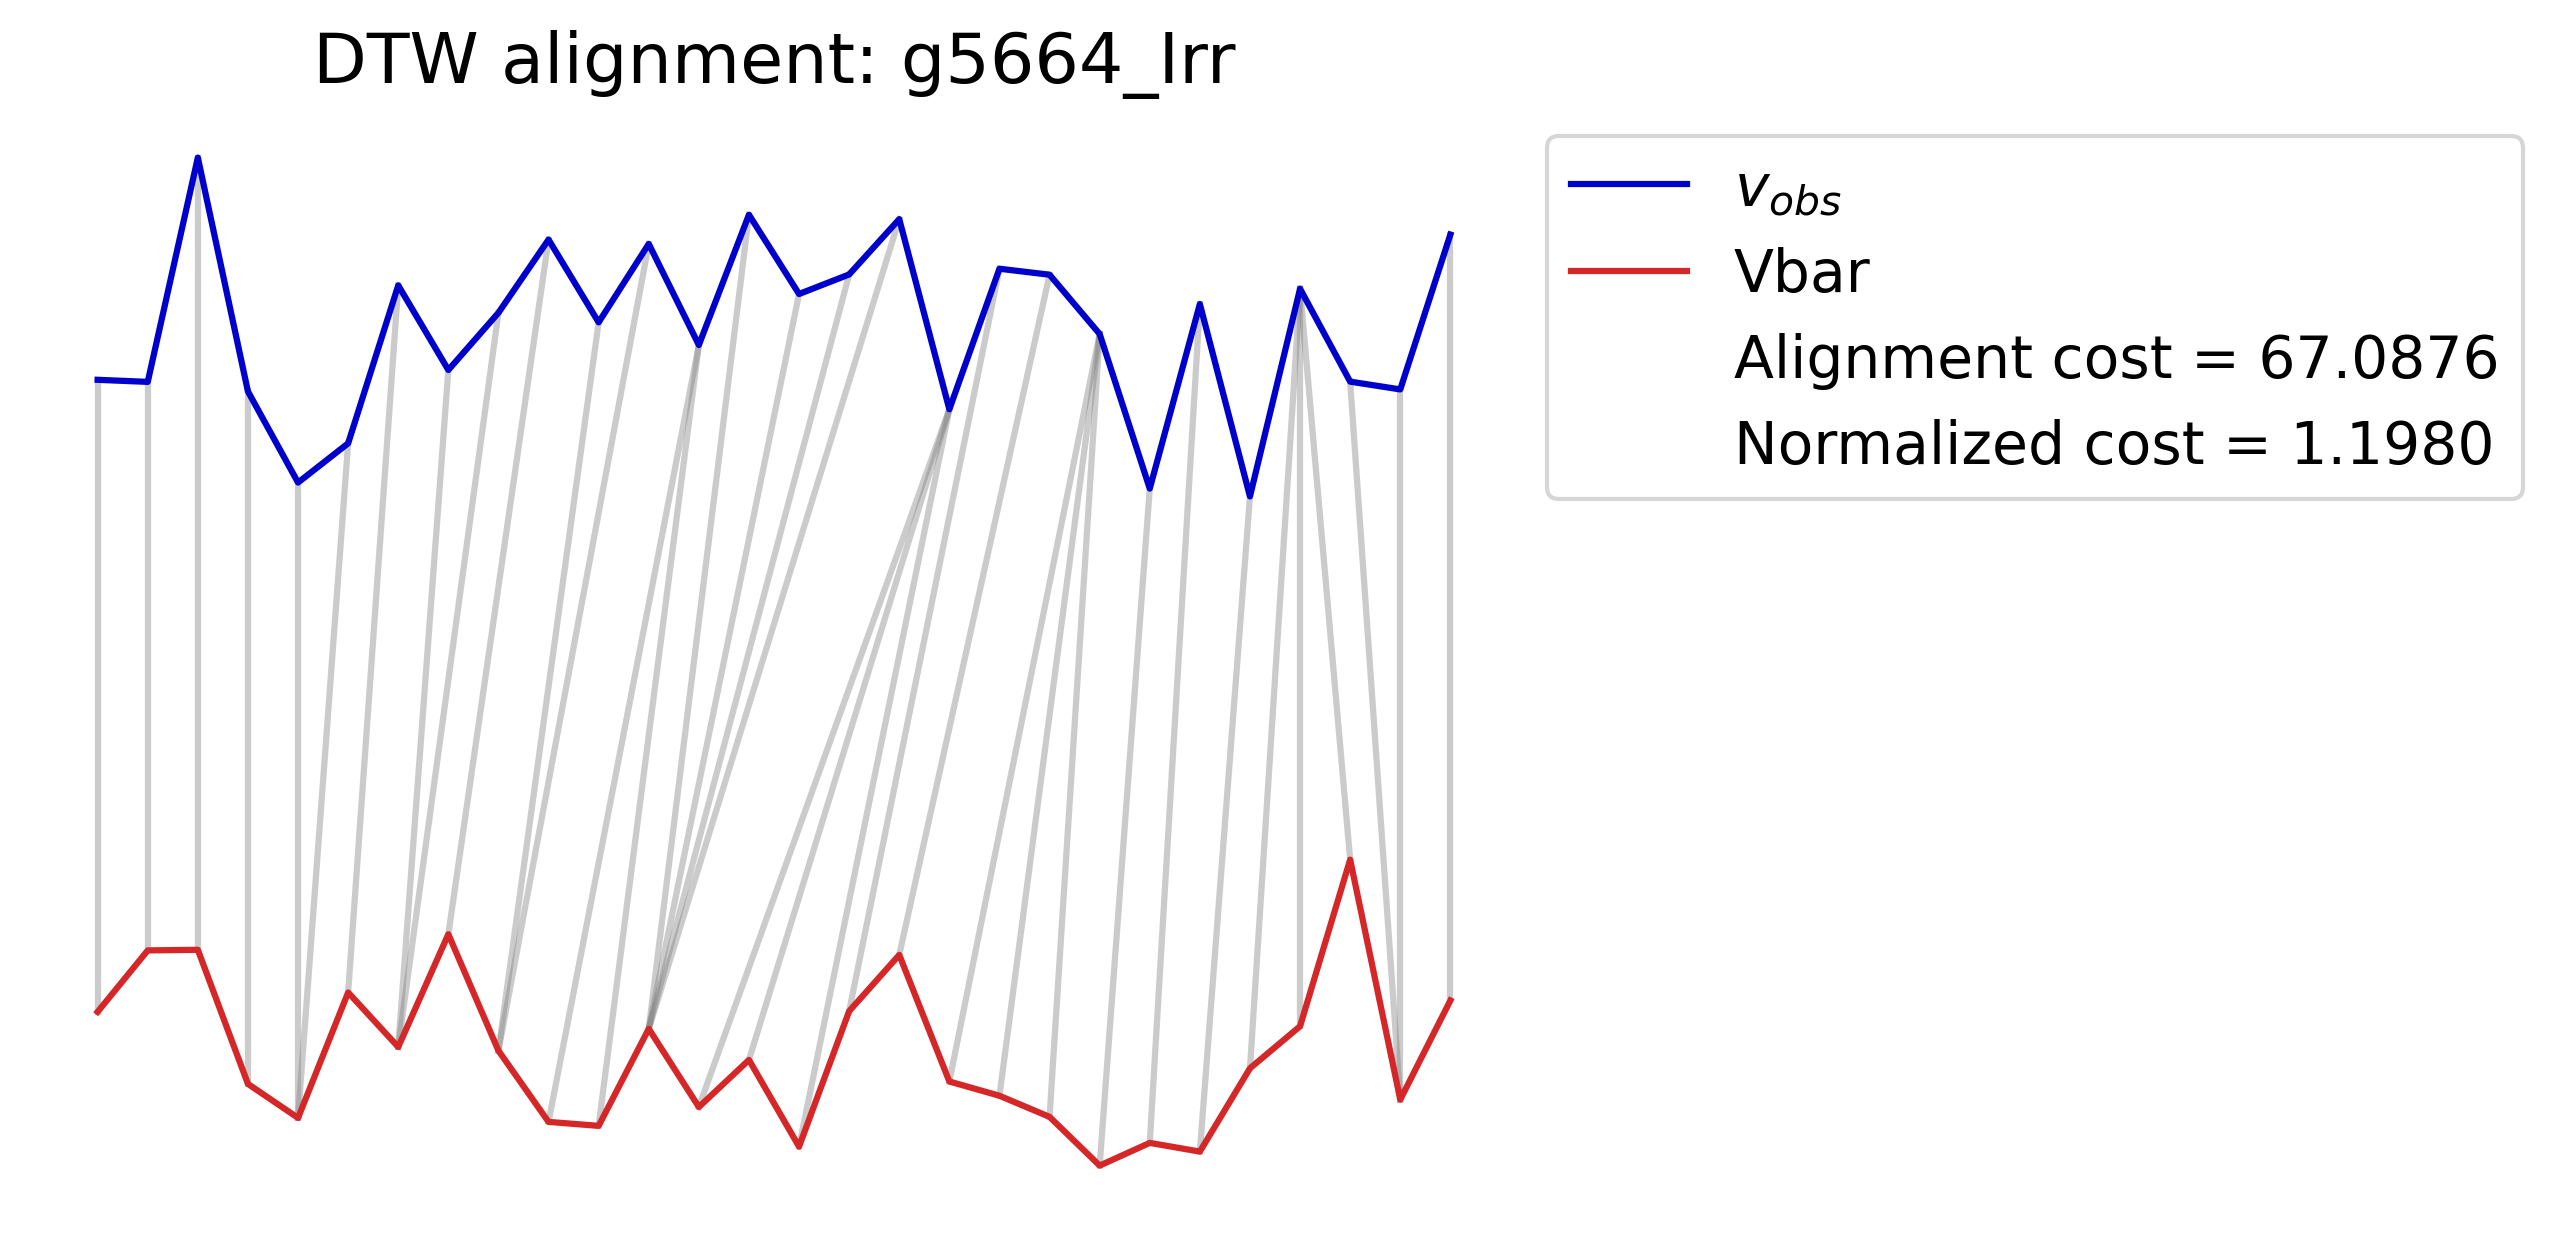 DTW alignment: g5664_Irr
v_obs
Vbar
Alignment cost = 67.0876
Normalized cost = 1.1980